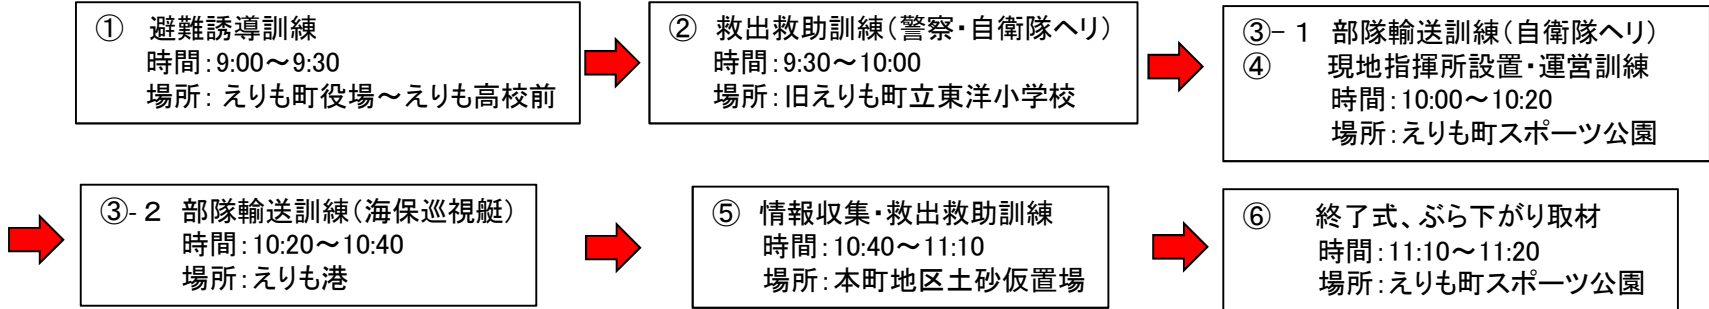 ① 避難誘導訓練
時間：9:00～9:30
場所： えりも町役場～えりも高校前
② 救出救助訓練（警察・自衛隊ヘリ）
時間：9:30～10:00
場所：旧えりも町立東洋小学校
③-１ 部隊輸送訓練（自衛隊ヘリ）
④ 現地指揮所設置・運営訓練
時間：10:00～10:20
場所：えりも町スポーツ公園
③-２ 部隊輸送訓練（海保巡視艇）
時間：10:20～10:40
場所：えりも港
⑤ 情報収集・救出救助訓練
時間：10:40～11:10
場所：本町地区土砂仮置場
⑥ 終了式、ぶら下がり取材
時間：11:10～11:20
場所：えりも町スポーツ公園